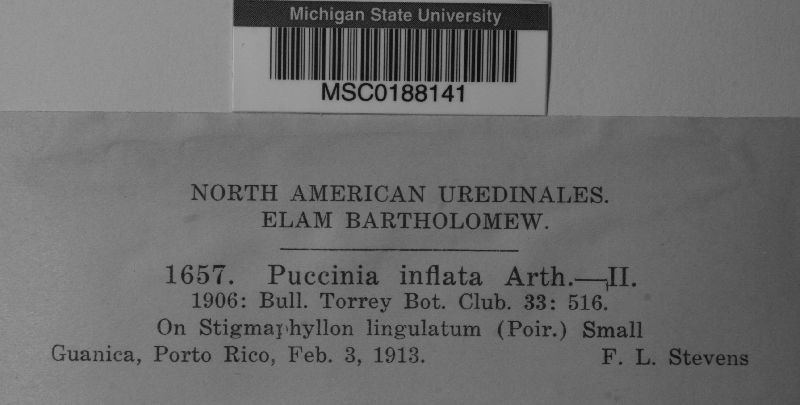 Michigan State University
MSC0188141
NORTH AMERICAN UREDINALES.
ELAM BARTHOLOMEW.
1657. Puccinia inflata Arth.—II.
1906: Bull. Torrey Bot. Club. 33: 516.
On Stigmaphyllon lingulatum (Poir.) Small
Guanica, Porto Rico, Feb. 3, 1913. F. L. Stevens